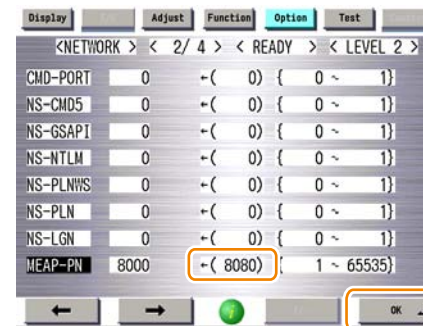 Display Adjust Function Option Test
<NETWORK > < 2/ 4 > < READY > < LEVEL 2 >
CMD-PORT 0 ←( 0) { 0 ~ 1}
NS-CMD5 0 ←( 0) { 0 ~ 1}
NS-GSAPI 0 ←( 0) { 0 ~ 1}
NS-NTLM 0 ←( 0) { 0 ~ 1}
NS-PLNWS 0 ←( 0) { 0 ~ 1}
NS-PLN 0 ←( 0) { 0 ~ 1}
NS-LGN 0 ←( 0) { 0 ~ 1}
MEAP-PN 8000 ←( 8080) { 1 ~ 65535}
← → i OK